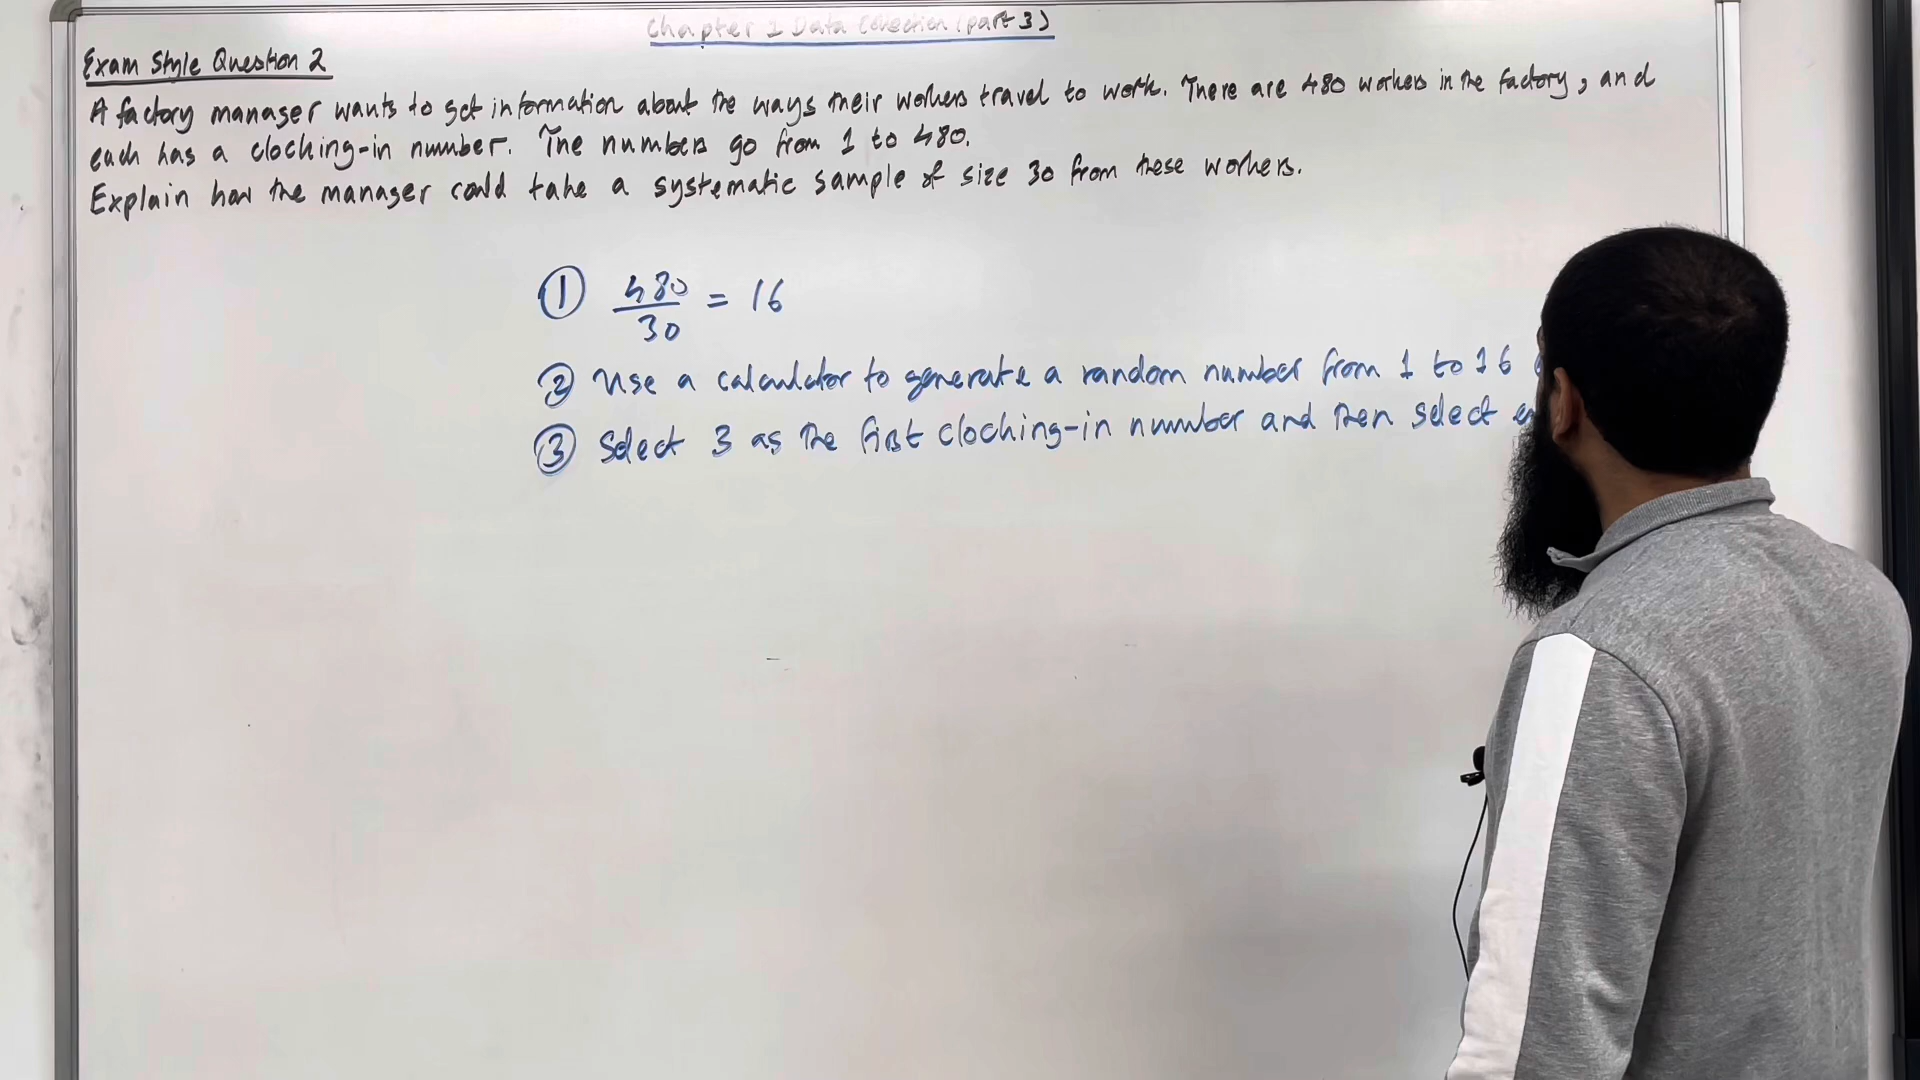 Chapter 1 Data Collection (part 3)
Exam Style Question 2
A factory manager wants to get information about the ways their workers travel to work. There are 480 workers in the factory, and
each has a clocking-in number. The numbers go from 1 to 480.
Explain how the manager could take a systematic sample of size 30 from these workers.
① 480/30 = 16
② Use a calculator to generate a random number from 1 to 16
③ Select 3 as the first clocking-in number and then select